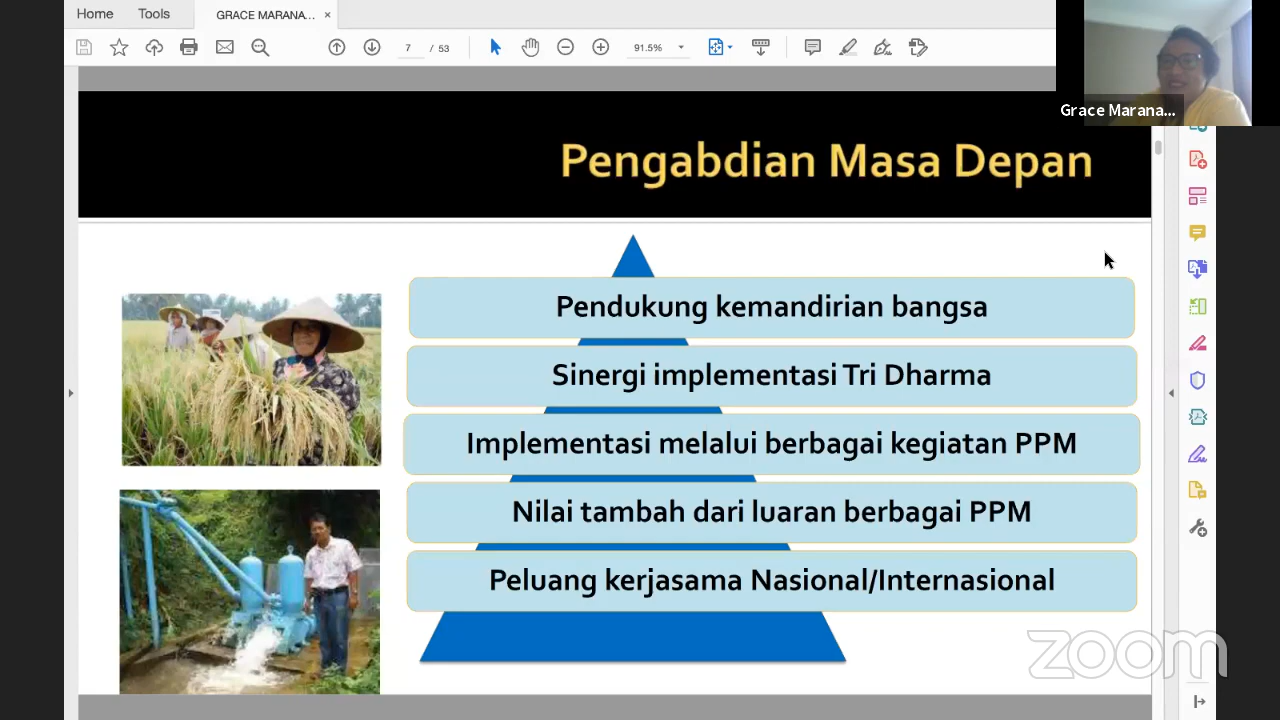 Home
Tools
GRACE MARANA...
×
7 / 53
91.5%
Grace Marana...
Pengabdian Masa Depan
Pendukung kemandirian bangsa
Sinergi implementasi Tri Dharma
Implementasi melalui berbagai kegiatan PPM
Nilai tambah dari luaran berbagai PPM
Peluang kerjasama Nasional/Internasional
zoom